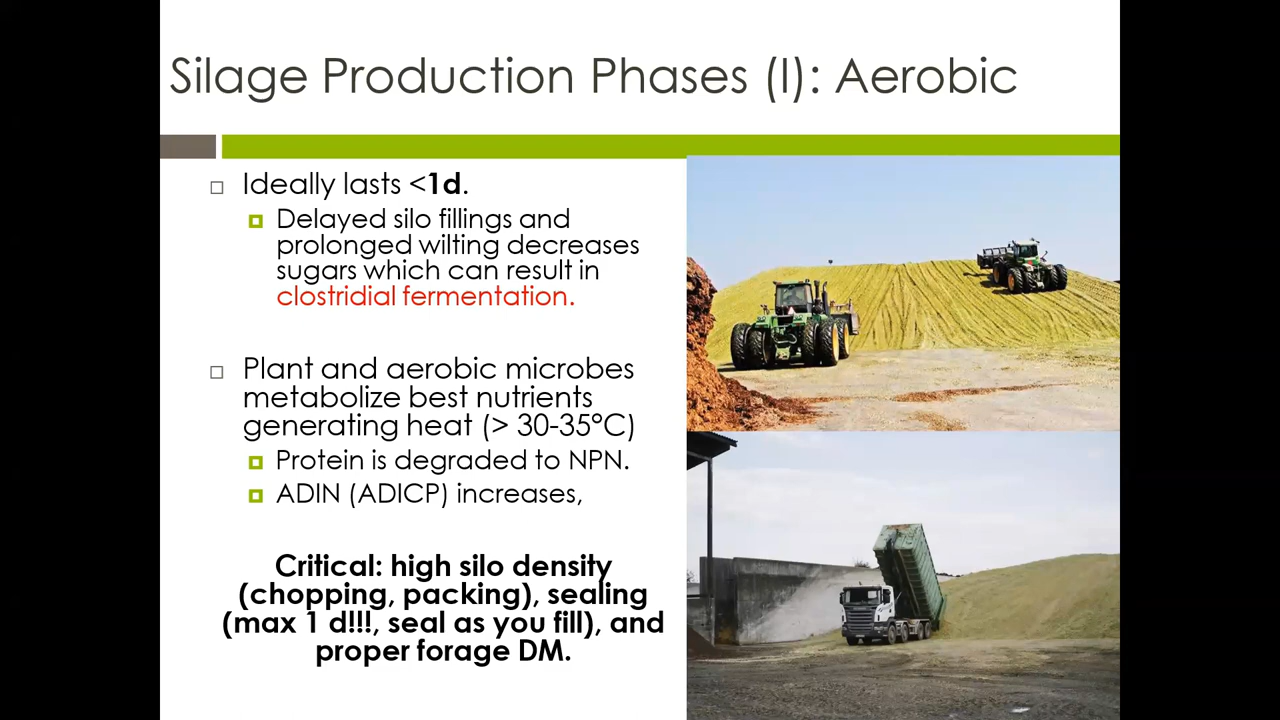 Silage Production Phases (I): Aerobic
Ideally lasts <1d.
Delayed silo fillings and
prolonged wilting decreases
sugars which can result in
clostridial fermentation.
Plant and aerobic microbes
metabolize best nutrients
generating heat (> 30-35°C)
Protein is degraded to NPN.
ADIN (ADICP) increases,
Critical: high silo density
(chopping, packing), sealing
(max 1 d!!!, seal as you fill), and
proper forage DM.